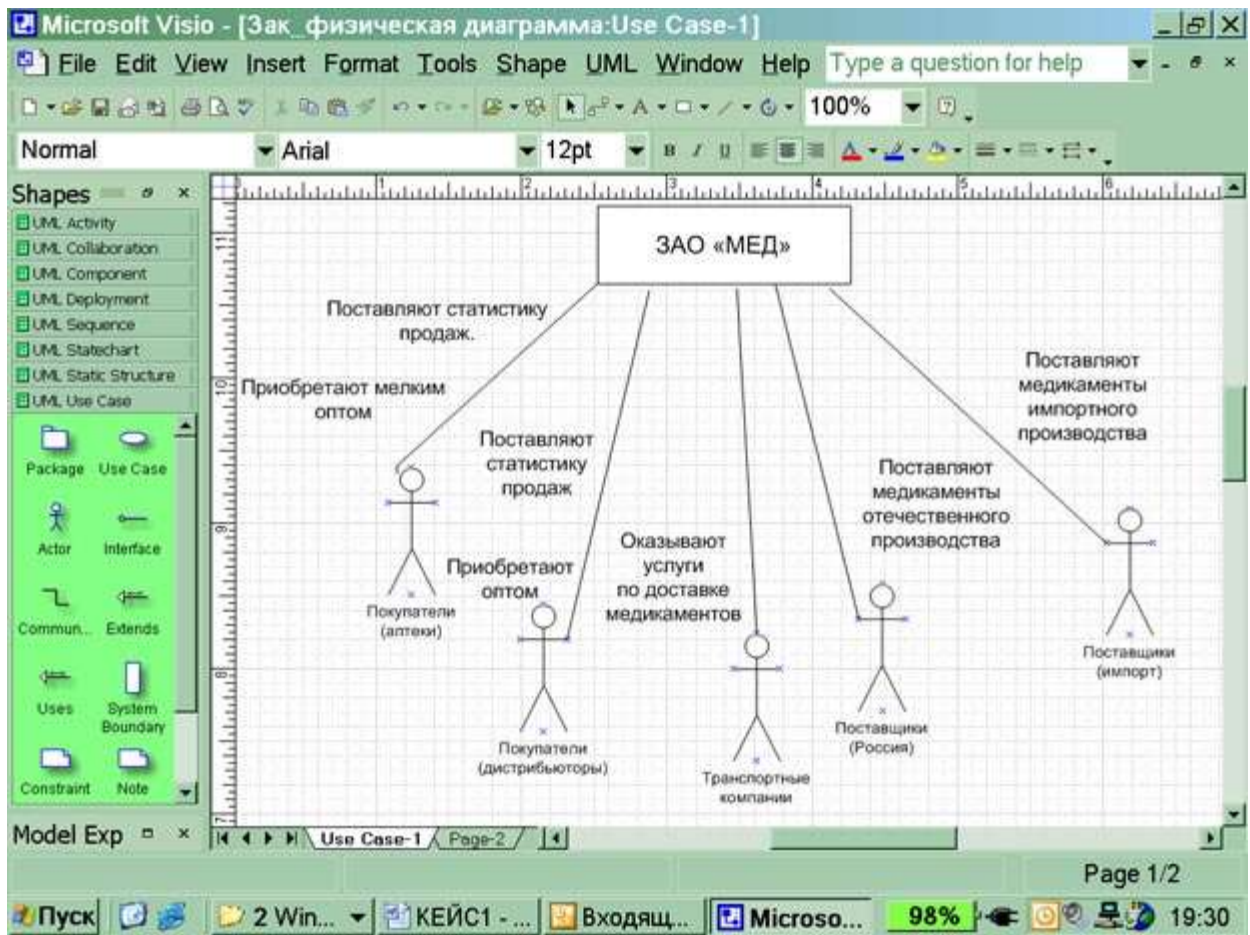 Microsoft Visio - [Зак_физическая диаграмма:Use Case-1]
File Edit View Insert Format Tools Shape UML Window Help Type a question for help
100%
Normal Arial 12pt
Shapes
UML Activity
UML Collaboration
UML Component
UML Deployment
UML Sequence
UML Statechart
UML Static Structure
UML Use Case
Package Use Case
Actor Interface
Commun... Extends
Uses System
Boundary
Constraint Note
Model Exp
ЗАО «МЕД»
Поставляют статистику
продаж.
Приобретают мелким
оптом
Поставляют
статистику
продаж
Приобретают
оптом
Оказывают
услуги
по доставке
медикаментов
Поставляют
медикаменты
отечественного
производства
Поставляют
медикаменты
импортного
производства
Покупатели
(аптеки)
Покупатели
(дистрибьюторы)
Транспортные
компании
Поставщики
(Россия)
Поставщики
(импорт)
Use Case-1 Page-2
Page 1/2
Пуск 2 Win... КЕЙС1 - ... Входящ... Microso... 98% 19:30